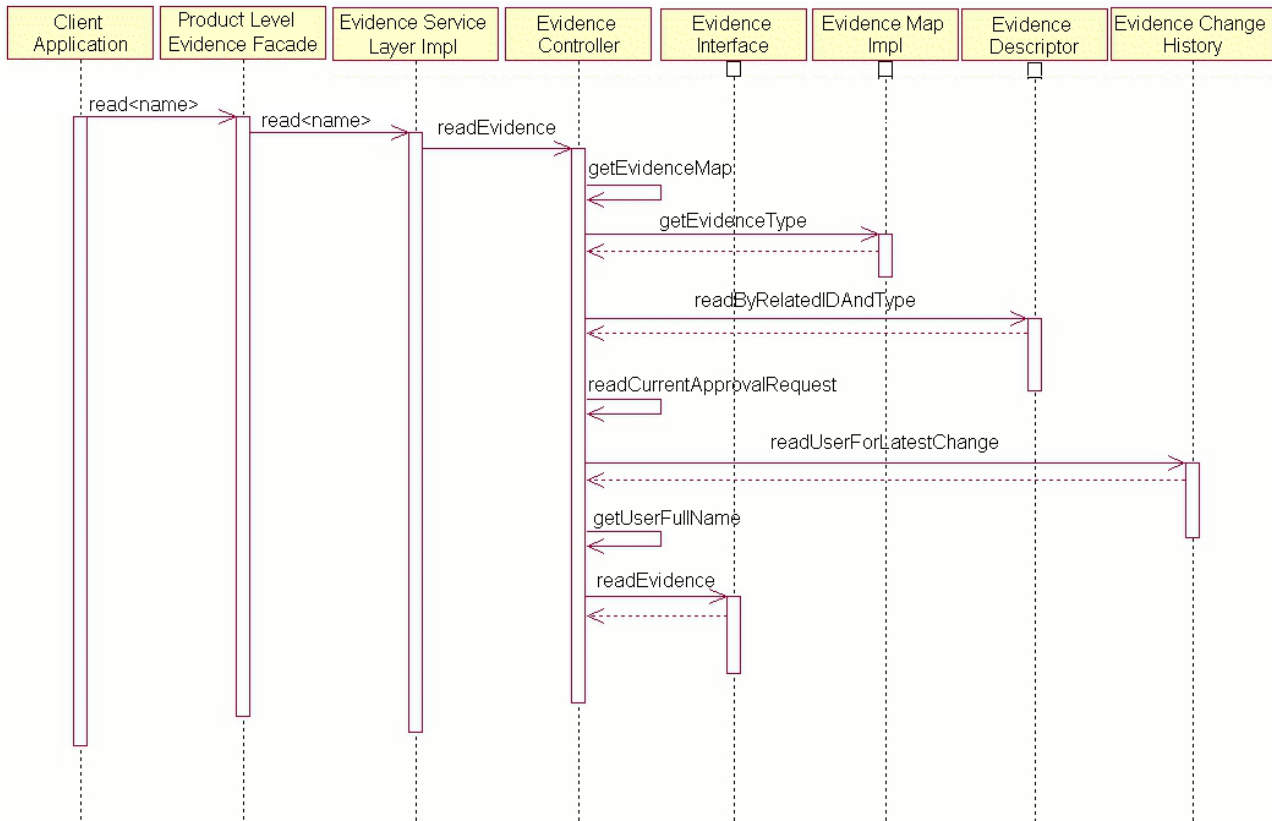 Client
Application
Product Level
Evidence Facade
Evidence Service
Layer Impl
Evidence
Controller
Evidence
Interface
Evidence Map
Impl
Evidence
Descriptor
Evidence Change
History
read<name>
read<name>
readEvidence
getEvidenceMap
getEvidenceType
readByRelatedIDAndType
readCurrentApprovalRequest
readUserForLatestChange
getUserFullName
readEvidence